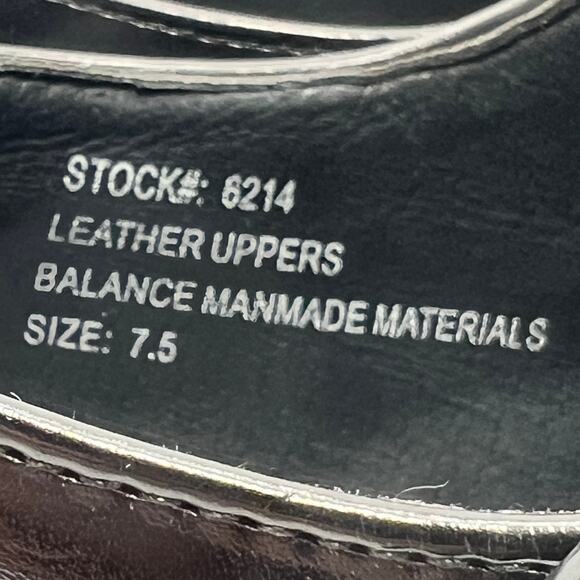 STOCK#: 6214
LEATHER UPPERS
BALANCE MANMADE MATERIALS
SIZE: 7.5